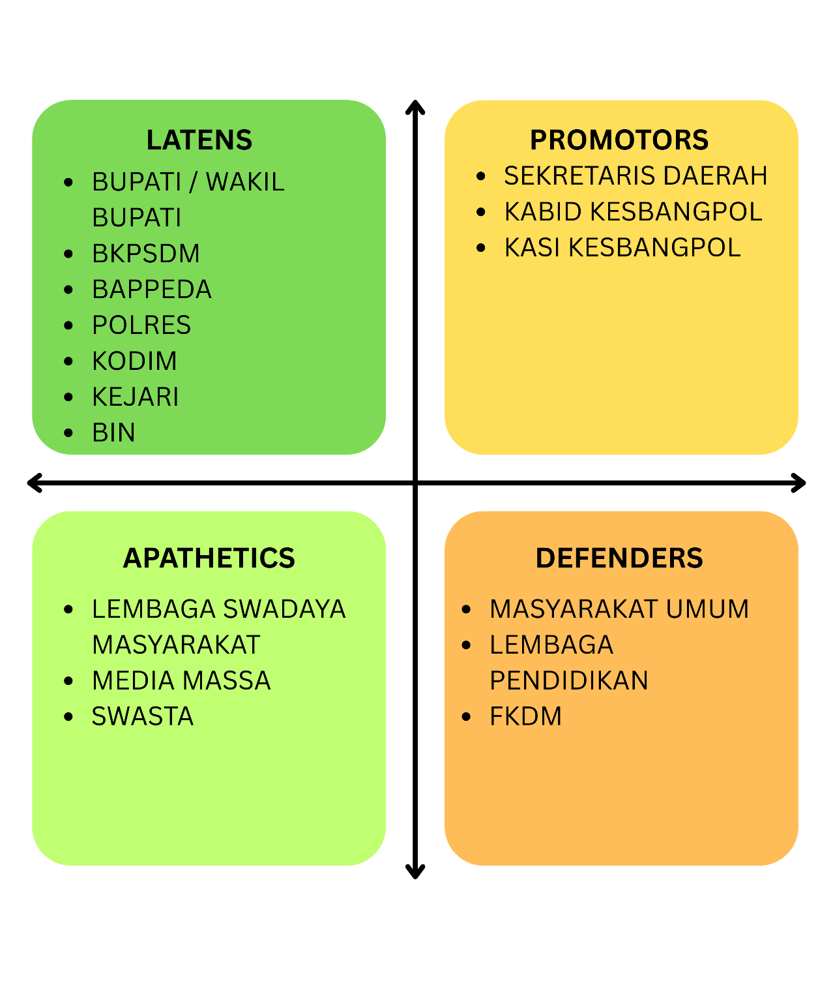 LATENS
• BUPATI / WAKIL
BUPATI
• BKPSDM
• BAPPEDA
• POLRES
• KODIM
• KEJARI
• BIN
PROMOTORS
• SEKRETARIS DAERAH
• KABID KESBANGPOL
• KASI KESBANGPOL
APATHETICS
• LEMBAGA SWADAYA
MASYARAKAT
• MEDIA MASSA
• SWASTA
DEFENDERS
• MASYARAKAT UMUM
• LEMBAGA
PENDIDIKAN
• FKDM